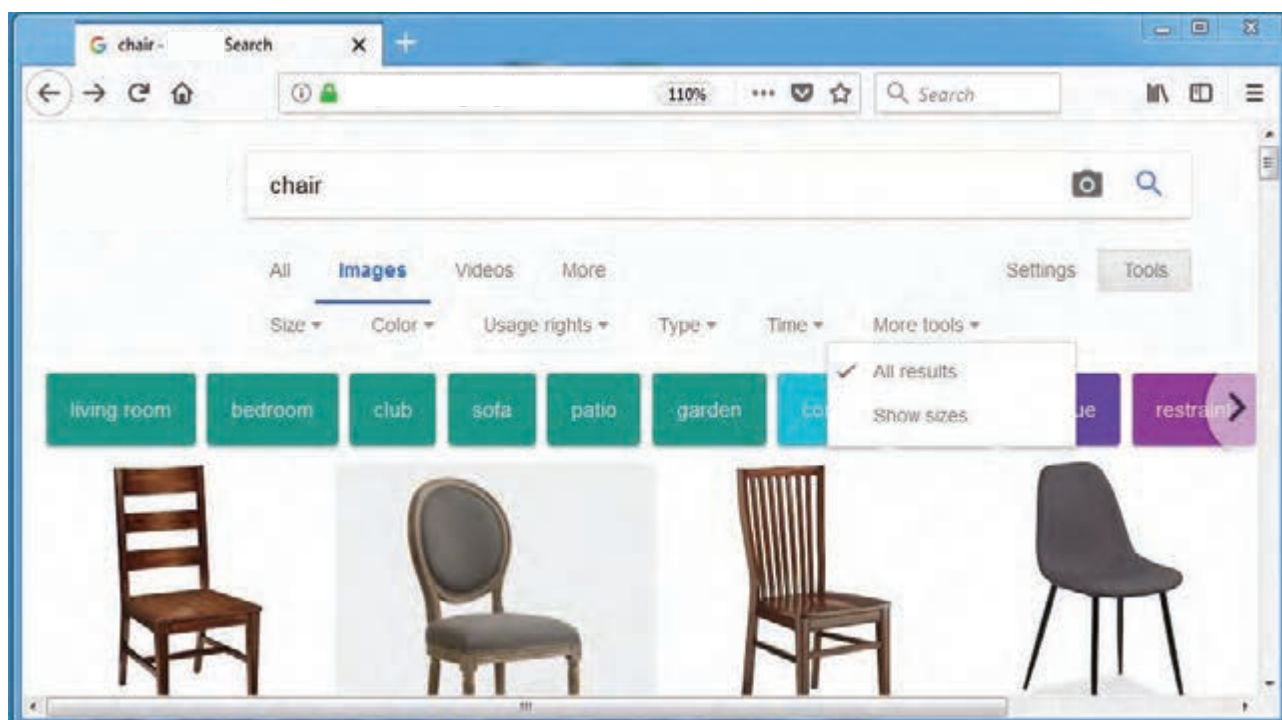 chair - Search
110%
Search
chair
All Images Videos More Settings Tools
Size Color Usage rights Type Time More tools
All results
Show sizes
living room bedroom club sofa patio garden